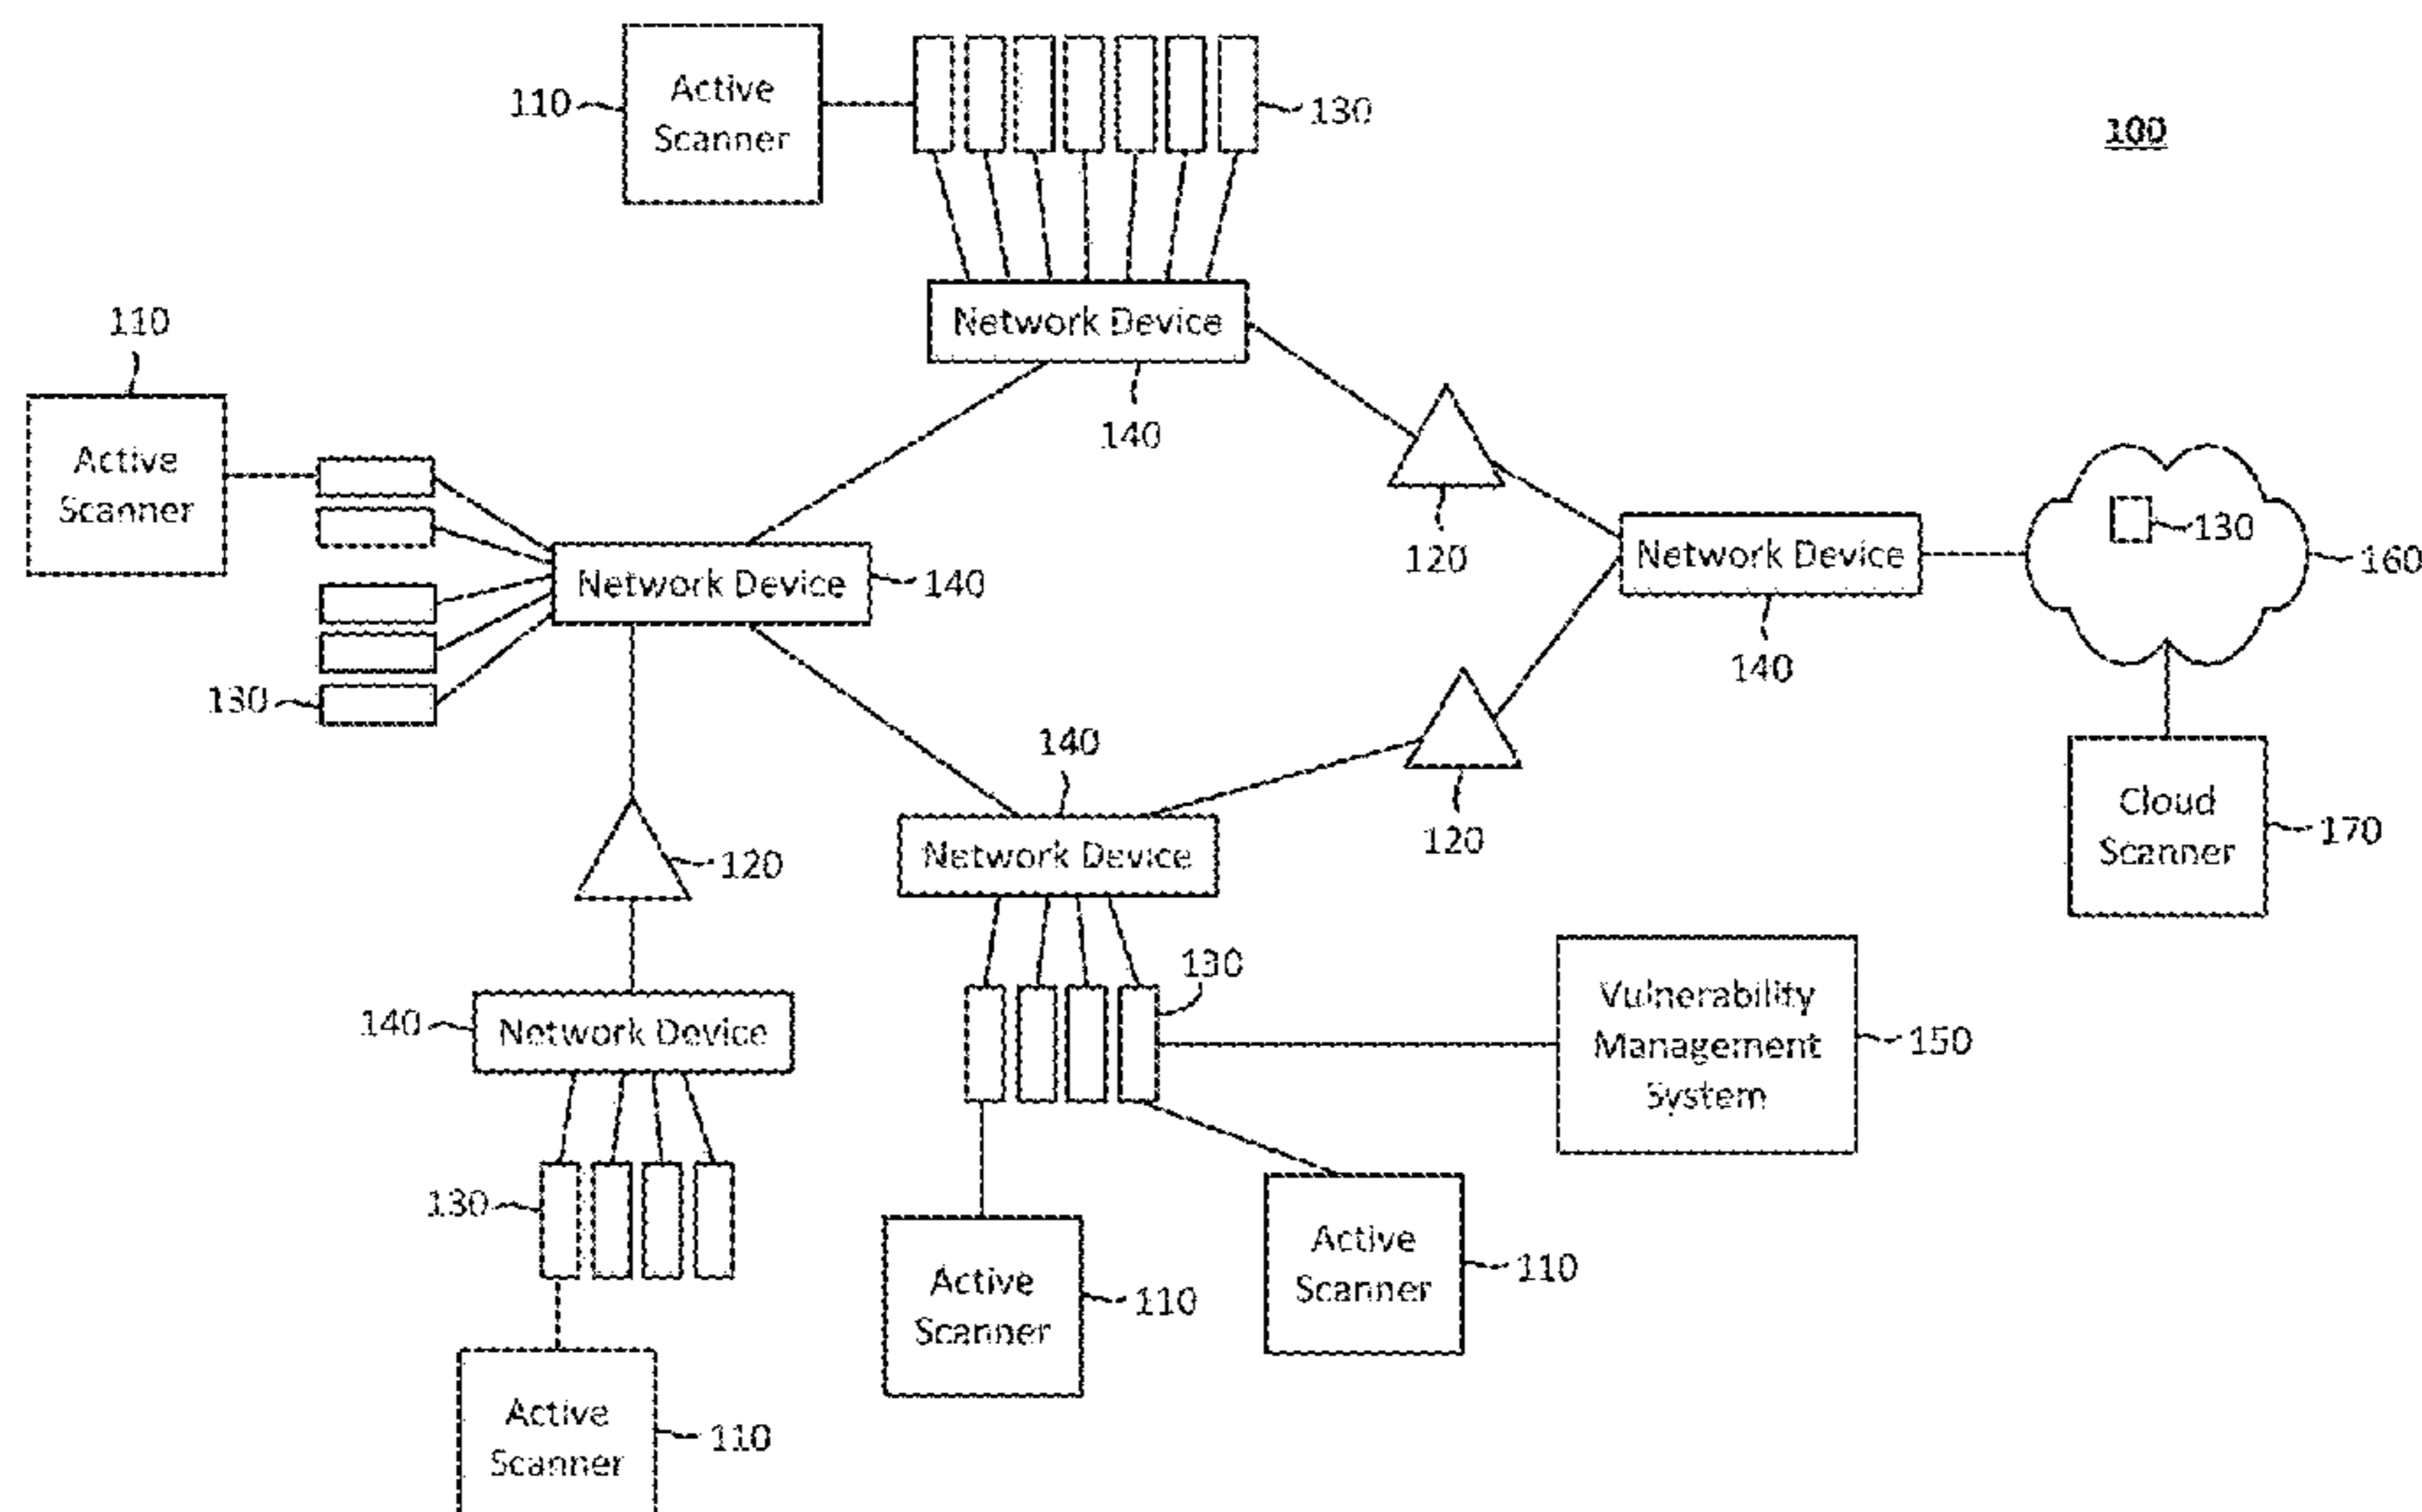 Active
Scanner
110
130
100
Network Device
140
110
Active
Scanner
120
Network Device
140
130
160
Network Device
140
130
140
120
Network Device
Cloud
Scanner
170
120
140
Network Device
130
Vulnerability
Management
System
150
130
Active
Scanner
110
Active
Scanner
110
Active
Scanner
110